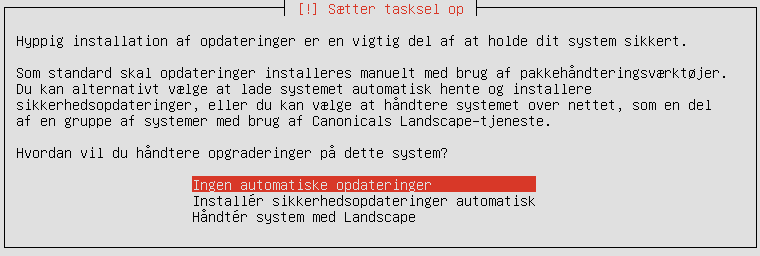 [!] Sætter tasksel op
Hyppig installation af opdateringer er en vigtig del af at holde dit system sikkert.
Som standard skal opdateringer installeres manuelt med brug af pakkehåndteringsværktøjer.
Du kan alternativt vælge at lade systemet automatisk hente og installere
sikkerhedsopdateringer, eller du kan vælge at håndtere systemet over nettet, som en del
af en gruppe af systemer med brug af Canonicals Landscape-tjeneste.
Hvordan vil du håndtere opgraderinger på dette system?
Ingen automatiske opdateringer
Installér sikkerhedsopdateringer automatisk
Håndtér system med Landscape